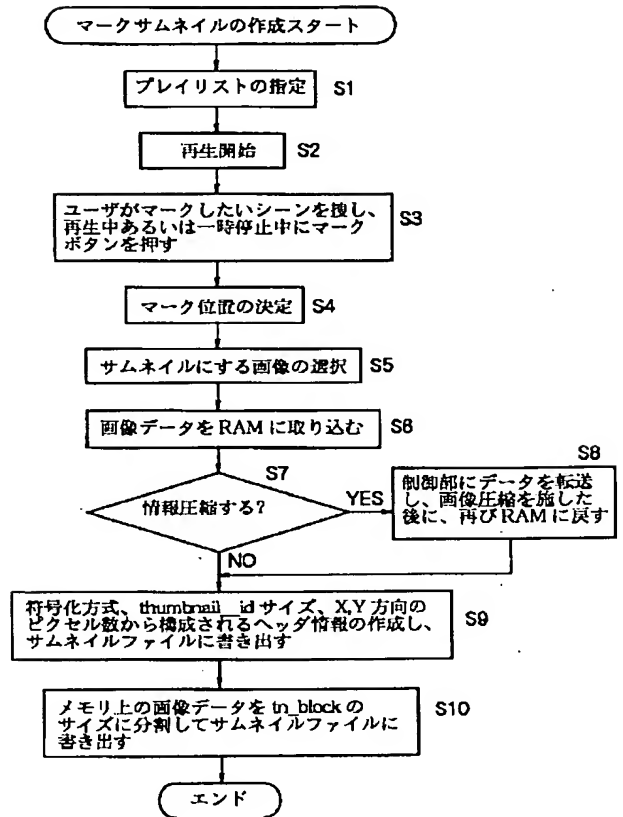 マークサムネイルの作成スタート
プレイリストの指定 S1
再生開始 S2
ユーザがマークしたいシーンを捜し、
再生中あるいは一時停止中にマーク
ボタンを押す
S3
マーク位置の決定 S4
サムネイルにする画像の選択 S5
画像データを RAM に取り込む S6
S7
情報圧縮する?
YES
NO
S8
制御部にデータを転送
し、画像圧縮を施した
後に、再び RAM に戻す
符号化方式、thumbnail_id サイズ、X,Y 方向の
ピクセル数から構成されるヘッダ情報の作成し、
サムネイルファイルに書き出す
S9
メモリ上の画像データを tn_block の
サイズに分割してサムネイルファイルに
書き出す
S10
エンド